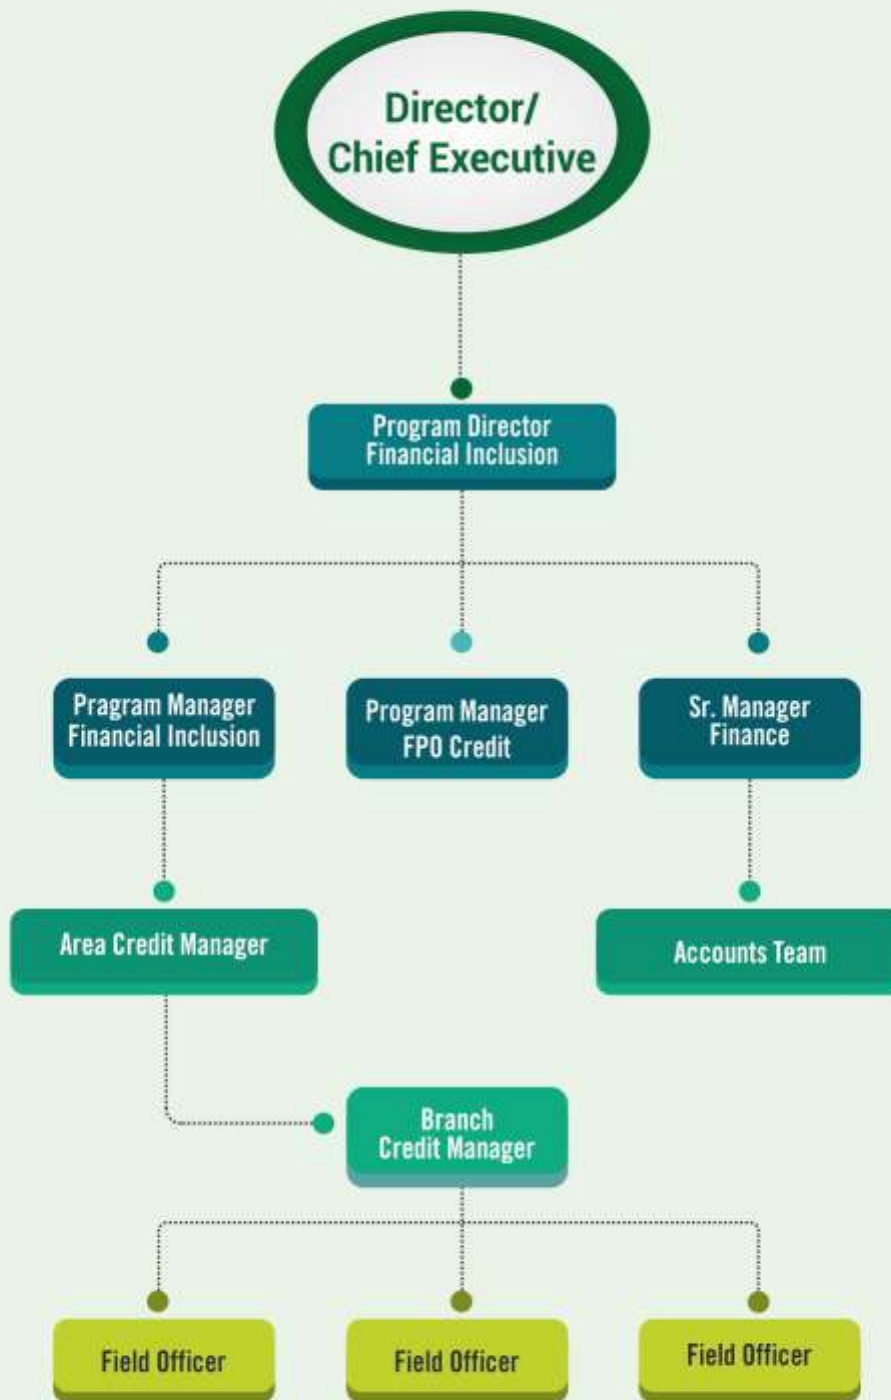 Director/
Chief Executive
Program Director
Financial Inclusion
Pragram Manager
Financial Inclusion
Program Manager
FPO Credit
Sr. Manager
Finance
Area Credit Manager
Accounts Team
Branch
Credit Manager
Field Officer
Field Officer
Field Officer